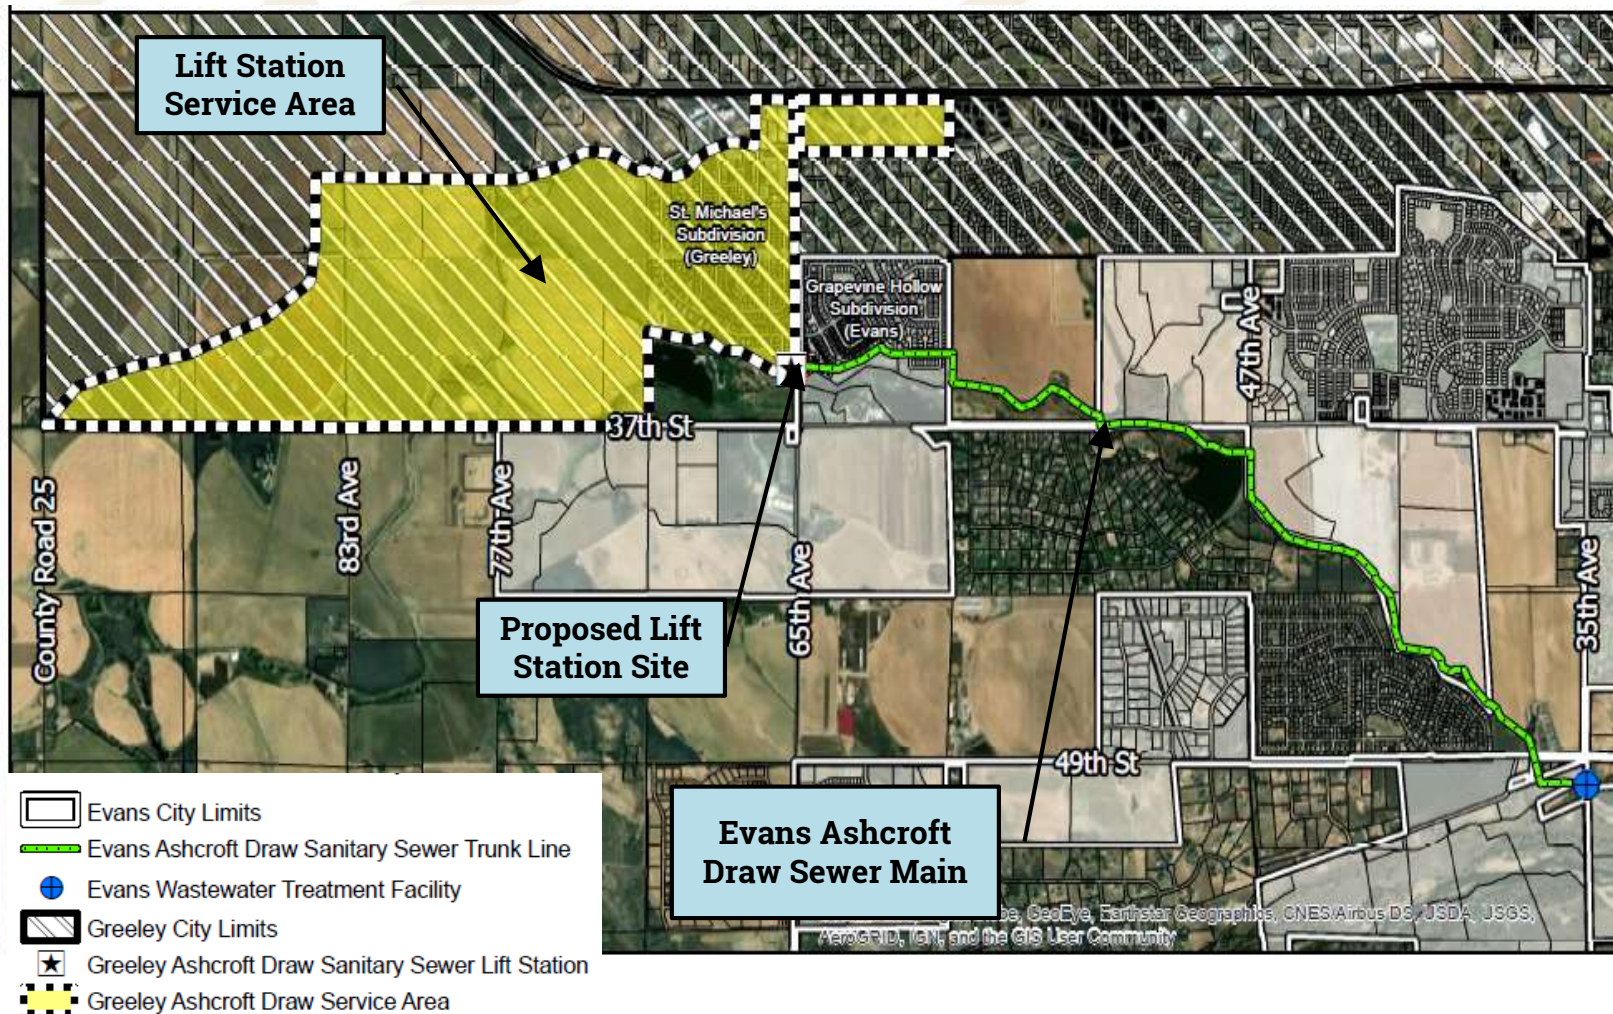 Lift Station
Service Area
St. Michael's
Subdivision
(Greeley)
Grapevine Hollow
Subdivision
(Evans)
47th Ave
37th St
County Road 25
83rd Ave
77th Ave
65th Ave
35th Ave
Proposed Lift
Station Site
49th St
Evans Ashcroft
Draw Sewer Main
Evans City Limits
Evans Ashcroft Draw Sanitary Sewer Trunk Line
Evans Wastewater Treatment Facility
Greeley City Limits
Greeley Ashcroft Draw Sanitary Sewer Lift Station
Greeley Ashcroft Draw Service Area
GeoEye, Earthstar Geographics, CNES/Airbus DS, USDA, USGS,
AeroGRID, IGN, and the GIS User Community